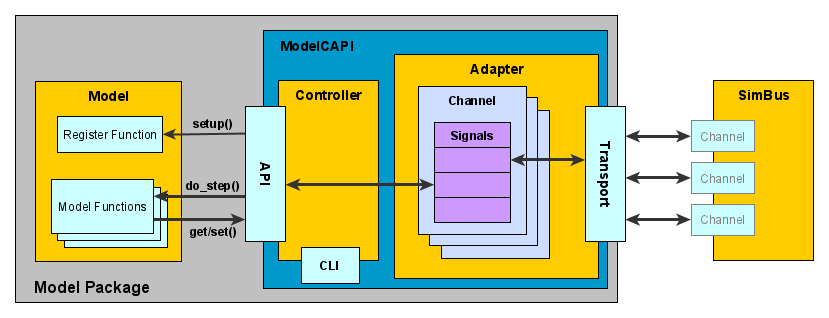 ModelCAPI
Adapter
Model
Controller
SimBus
Channel
setup()
Register Function
Signals
Channel
API
Transport
do_step()
Channel
Model Functions
get/set()
Channel
CLI
Model Package